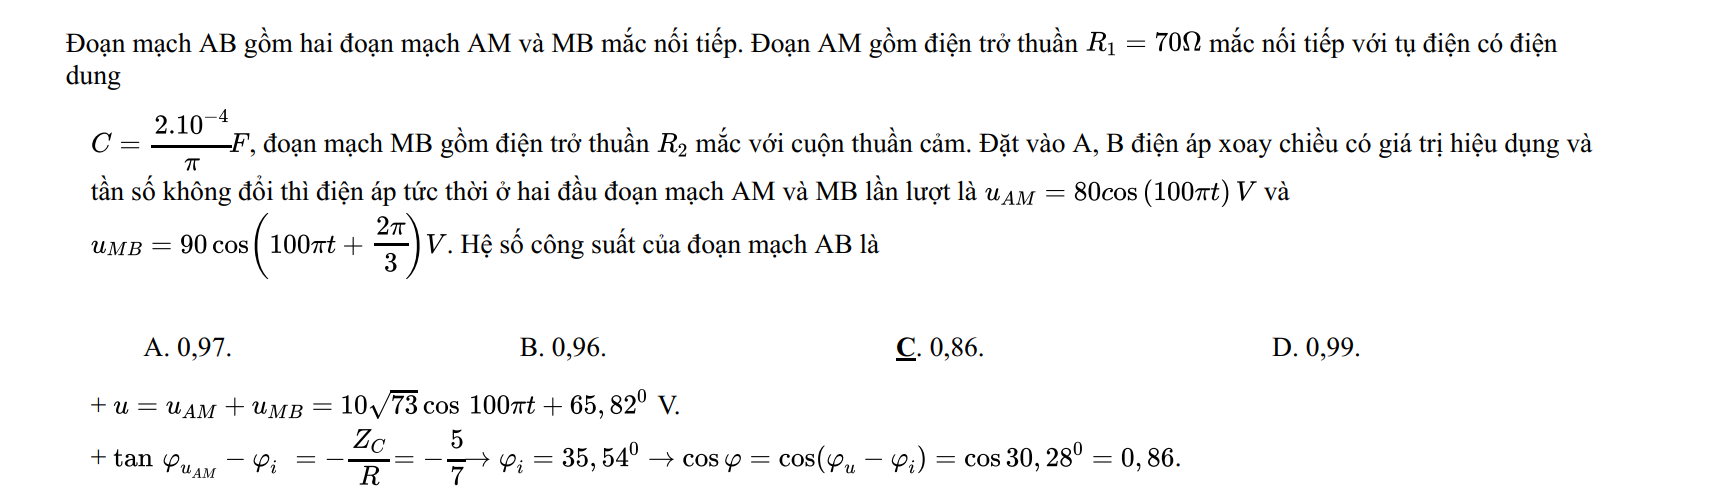 Đoạn mạch AB gồm hai đoạn mạch AM và MB mắc nối tiếp. Đoạn AM gồm điện trở thuần $R_1 = 70\Omega$ mắc nối tiếp với tụ điện có điện
dung
$C = \frac{2.10^{-4}}{\pi}F$, đoạn mạch MB gồm điện trở thuần $R_2$ mắc với cuộn thuần cảm. Đặt vào A, B điện áp xoay chiều có giá trị hiệu dụng và
tần số không đổi thì điện áp tức thời ở hai đầu đoạn mạch AM và MB lần lượt là $u_{AM} = 80cos(100\pi t) V$ và
$u_{MB} = 90\cos\left(100\pi t + \frac{2\pi}{3}\right)V$. Hệ số công suất của đoạn mạch AB là
A. 0,97. B. 0,96. C. 0,86. D. 0,99.
+ $u = u_{AM} + u_{MB} = 10\sqrt{73}\cos 100\pi t + 65,82^0$ V.
+ $\tan \varphi_{u_{AM}} - \varphi_i = -\frac{Z_C}{R} = -\frac{5}{7} \rightarrow \varphi_i = 35,54^0 \rightarrow \cos\varphi = \cos(\varphi_u - \varphi_i) = \cos 30,28^0 = 0,86.$